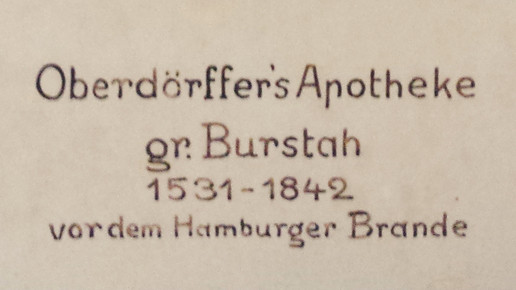 Oberdörffer's Apotheke
gr. Burstah
1531-1842
vor dem Hamburger Brande